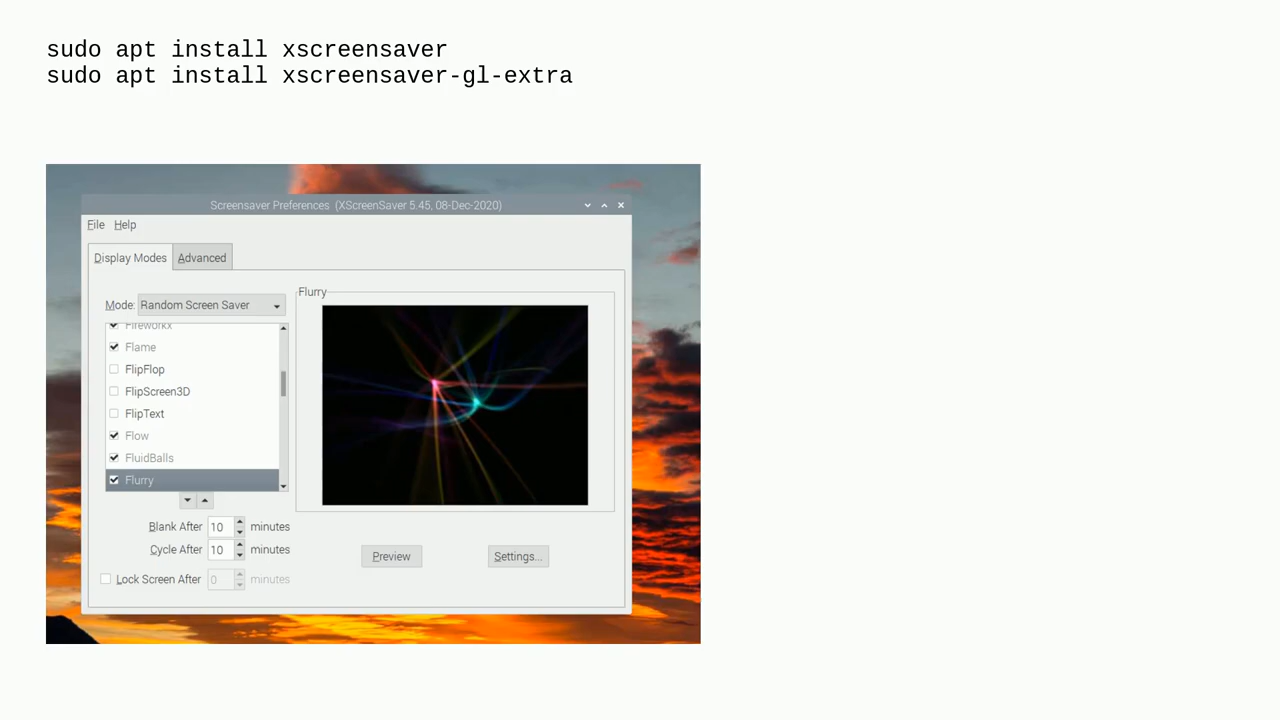 sudo apt install xscreensaver
sudo apt install xscreensaver-gl-extra
Screensaver Preferences (XScreenSaver 5.45, 08-Dec-2020)
File Help
Display Modes Advanced
Mode: Random Screen Saver
Fireworkx
Flame
FlipFlop
FlipScreen3D
FlipText
Flow
FluidBalls
Flurry
Flurry
Blank After 10 minutes
Cycle After 10 minutes
Lock Screen After 0 minutes
Preview Settings...